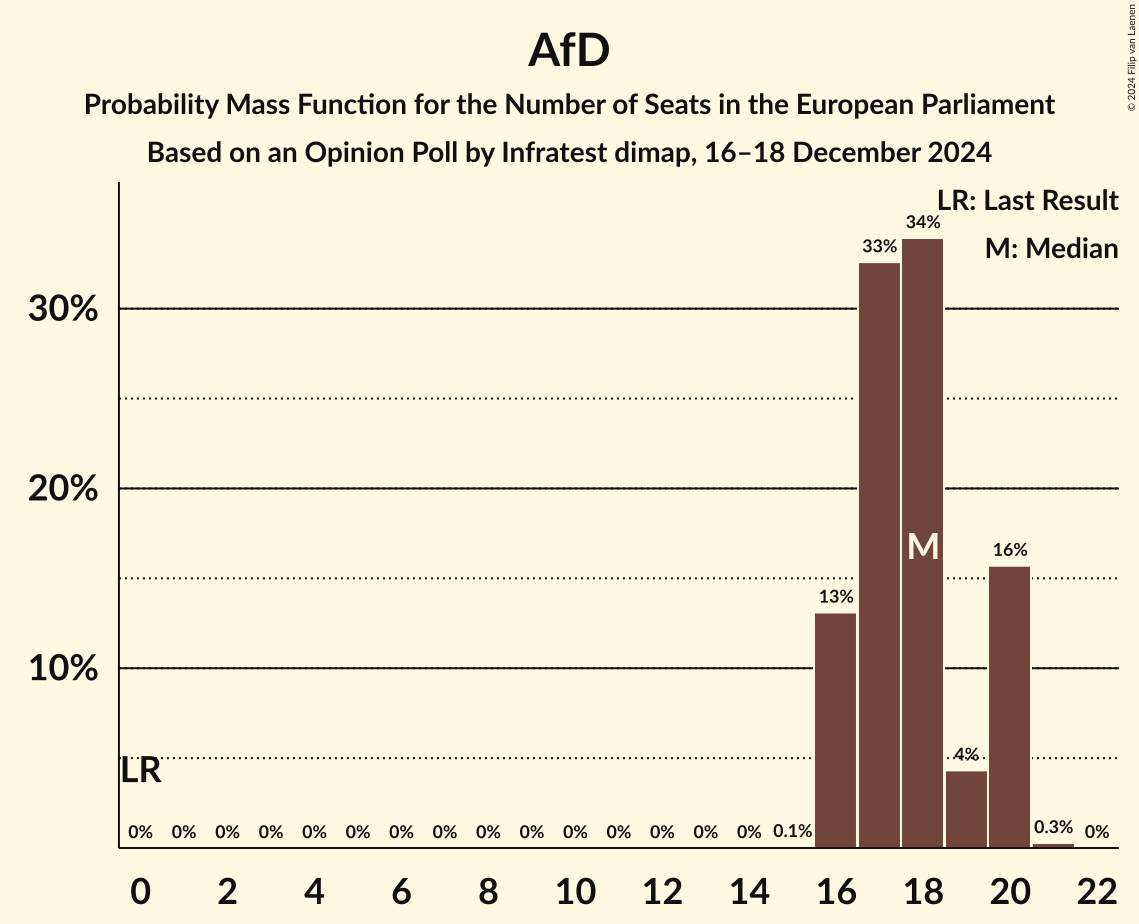 AfD
Probability Mass Function for the Number of Seats in the European Parliament
Based on an Opinion Poll by Infratest dimap, 16–18 December 2024
© 2024 Filip van Laenen
LR: Last Result
M: Median
34%
33%
30%
20%
M
16%
13%
10%
4%
LR
0% 0% 0% 0% 0% 0% 0% 0% 0% 0% 0% 0% 0% 0% 0% 0.1% 0.3% 0%
0 2 4 6 8 10 12 14 16 18 20 22